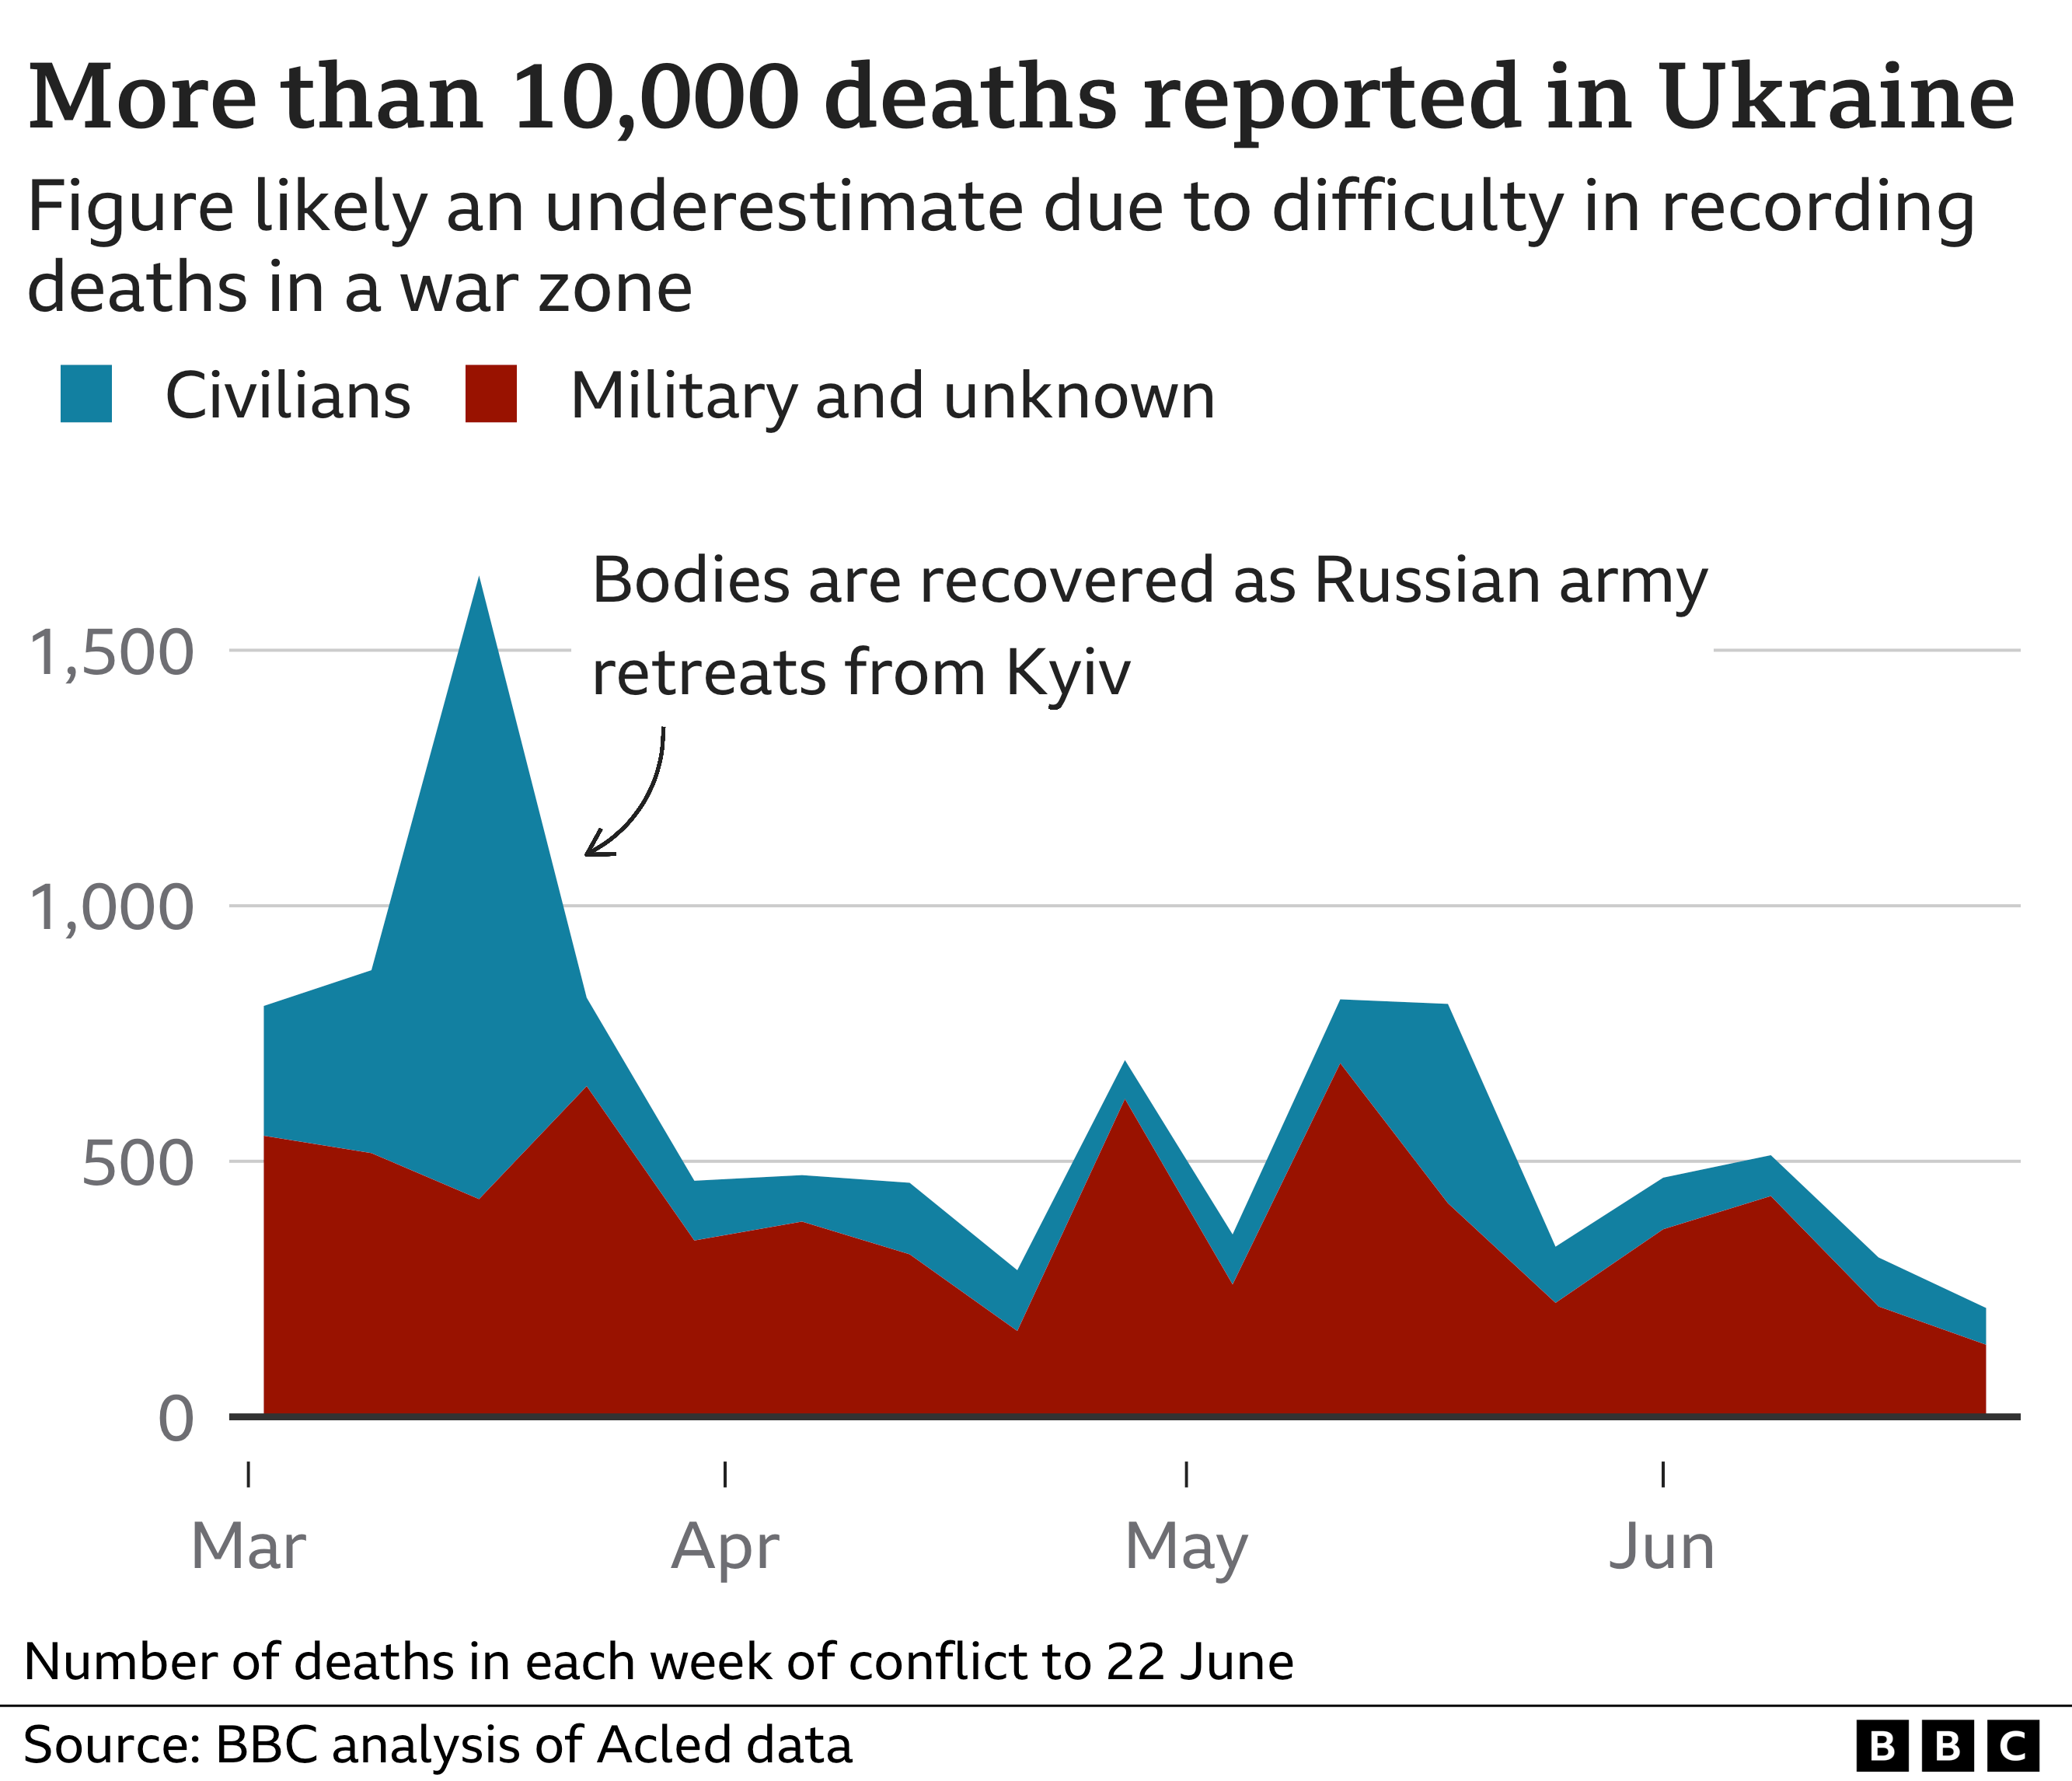 More than 10,000 deaths reported in Ukraine
Figure likely an underestimate due to difficulty in recording
deaths in a war zone
Civilians Military and unknown
Bodies are recovered as Russian army
retreats from Kyiv
1,500
1,000
500
0
Mar Apr May Jun
Number of deaths in each week of conflict to 22 June
Source: BBC analysis of Acled data
BBC